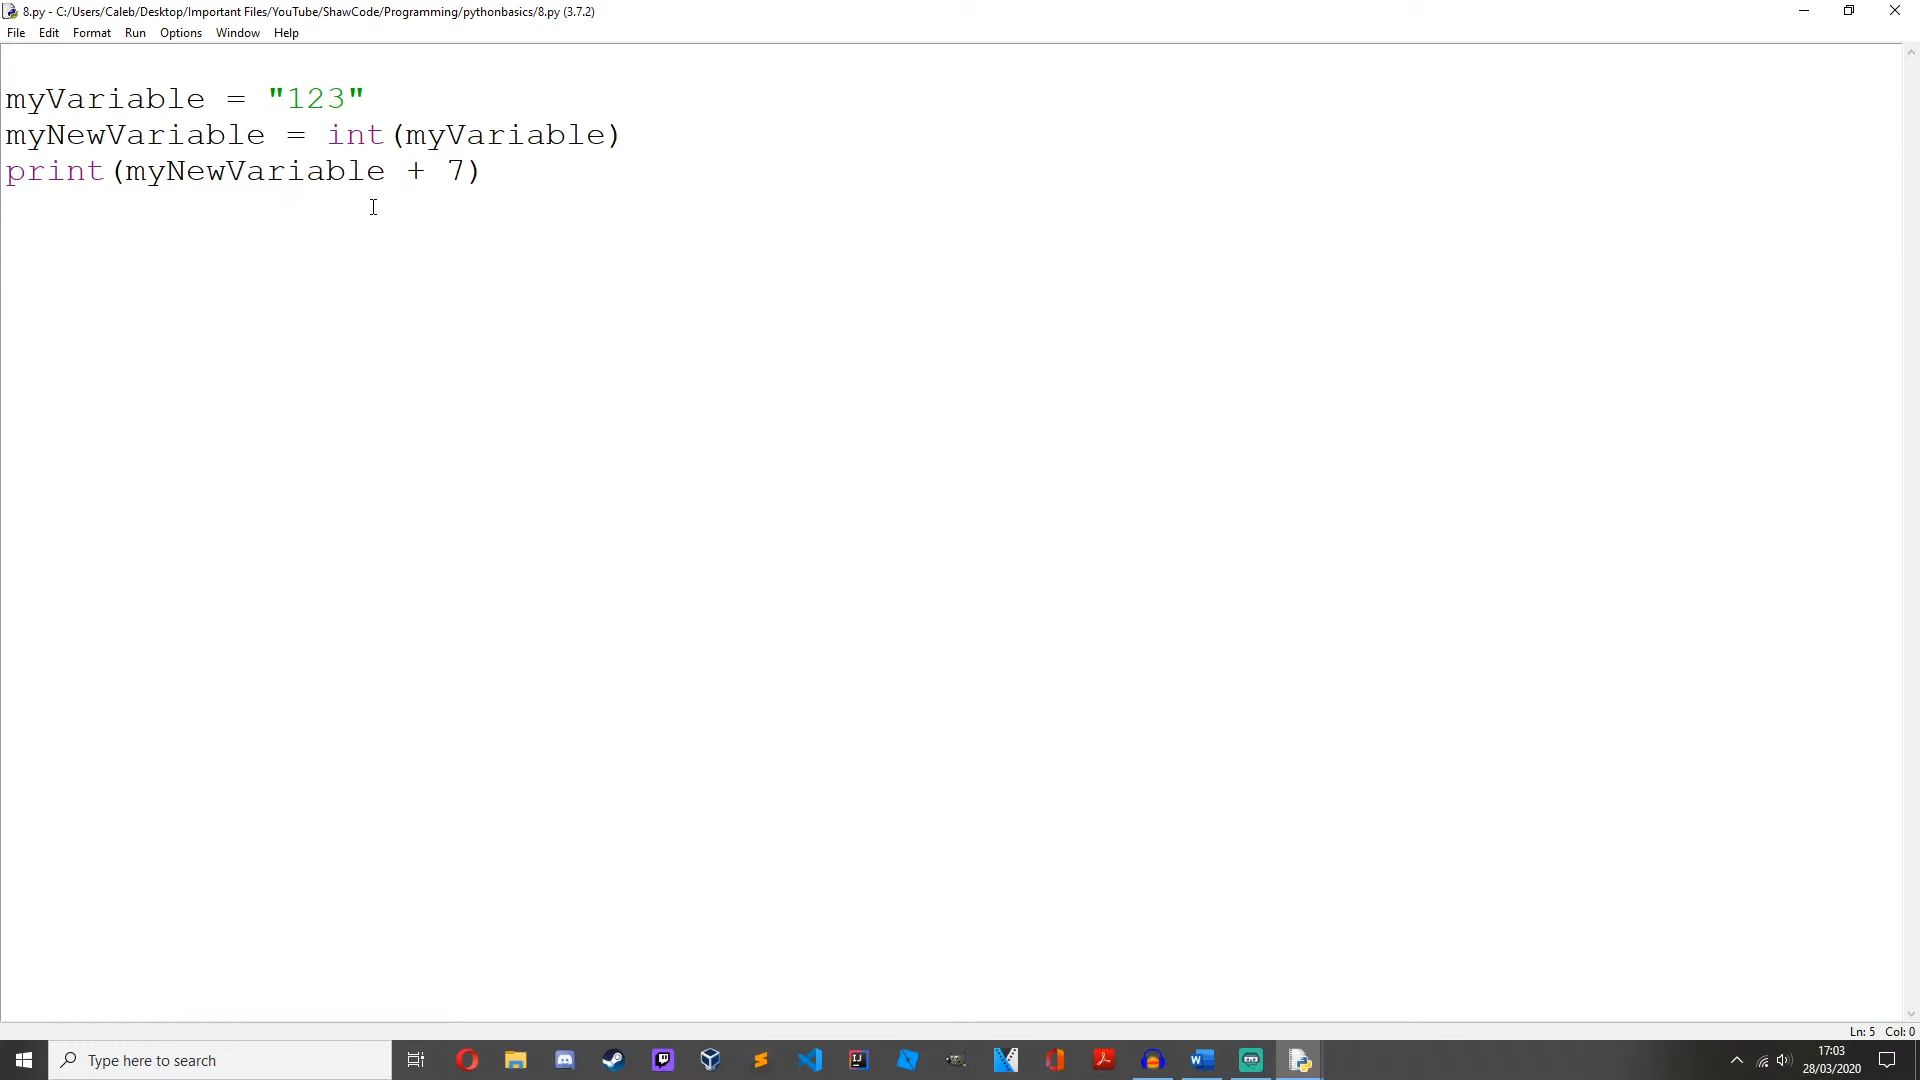 8.py - C:/Users/Caleb/Desktop/Important Files/YouTube/ShawCode/Programming/pythonbasics/8.py (3.7.2)
File Edit Format Run Options Window Help
myVariable = "123"
myNewVariable = int(myVariable)
print(myNewVariable + 7)
Ln: 5 Col: 0
Type here to search
17:03
28/03/2020